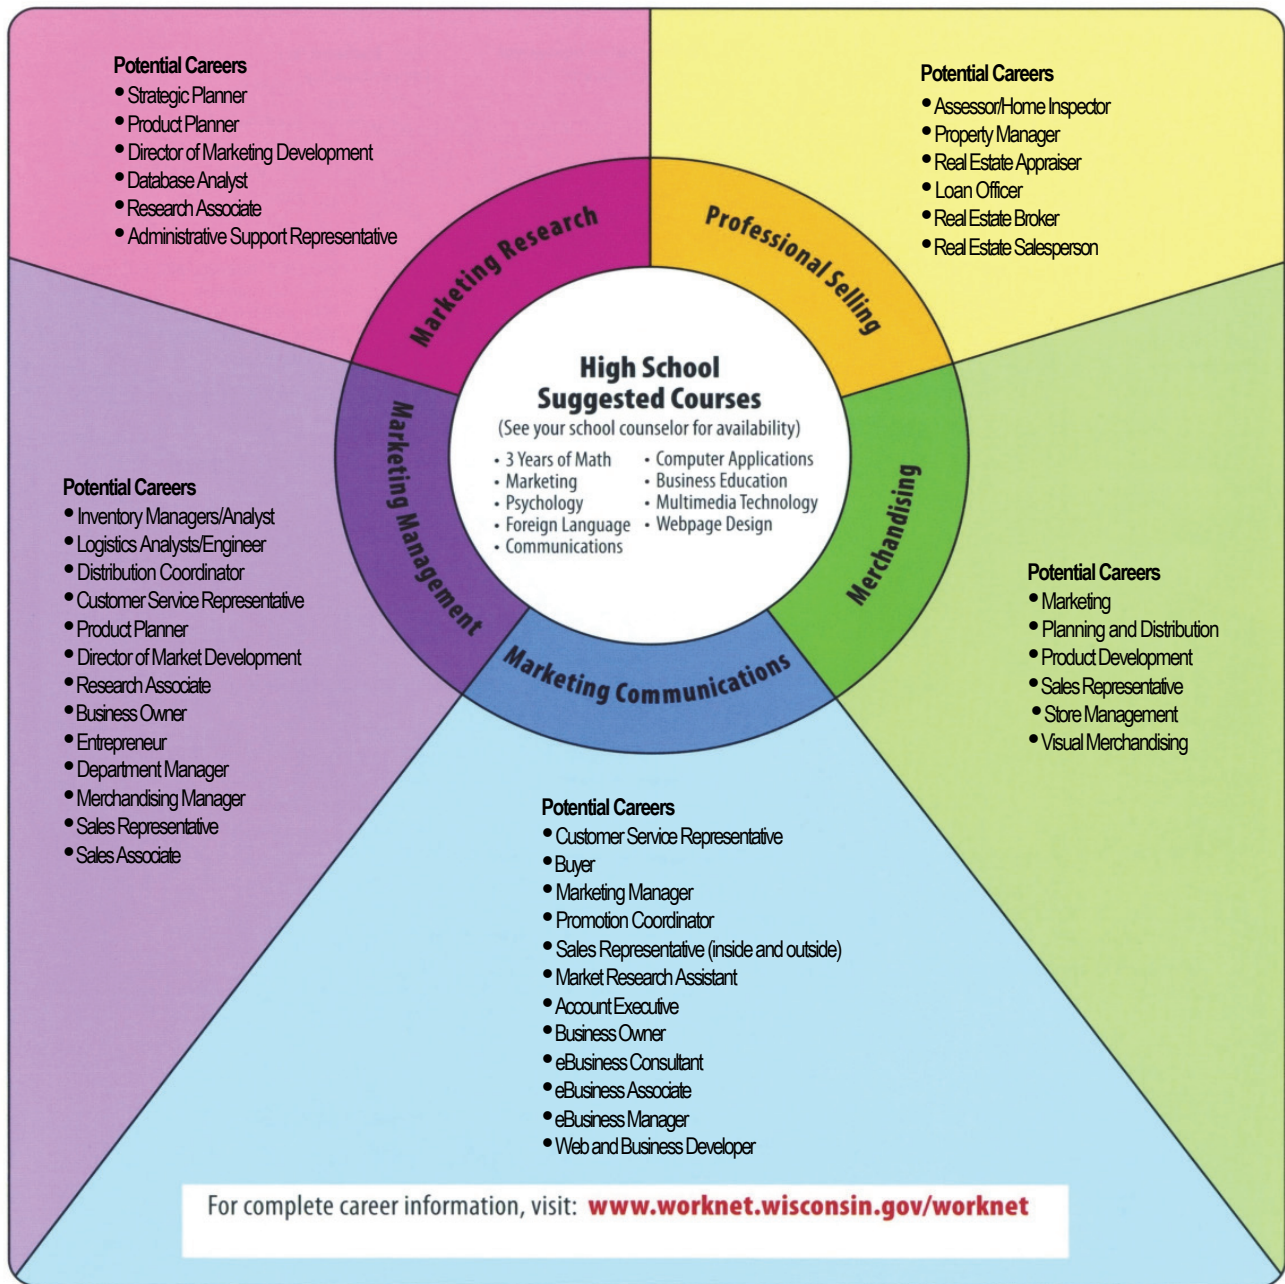 Potential Careers
• Strategic Planner
• Product Planner
• Director of Marketing Development
• Database Analyst
• Research Associate
• Administrative Support Representative
Potential Careers
• Assessor/Home Inspector
• Property Manager
• Real Estate Appraiser
• Loan Officer
• Real Estate Broker
• Real Estate Salesperson
Marketing Research
Professional Selling
High School
Suggested Courses
(See your school counselor for availability)
• 3 Years of Math
• Marketing
• Psychology
• Foreign Language
• Communications
• Computer Applications
• Business Education
• Multimedia Technology
• Webpage Design
Marketing Management
Merchandising
Marketing Communications
Potential Careers
• Inventory Managers/Analyst
• Logistics Analysts/Engineer
• Distribution Coordinator
• Customer Service Representative
• Product Planner
• Director of Market Development
• Research Associate
• Business Owner
• Entrepreneur
• Department Manager
• Merchandising Manager
• Sales Representative
• Sales Associate
Potential Careers
• Marketing
• Planning and Distribution
• Product Development
• Sales Representative
• Store Management
• Visual Merchandising
Potential Careers
• Customer Service Representative
• Buyer
• Marketing Manager
• Promotion Coordinator
• Sales Representative (inside and outside)
• Market Research Assistant
• Account Executive
• Business Owner
• eBusiness Consultant
• eBusiness Associate
• eBusiness Manager
• Web and Business Developer
For complete career information, visit: www.worknet.wisconsin.gov/worknet